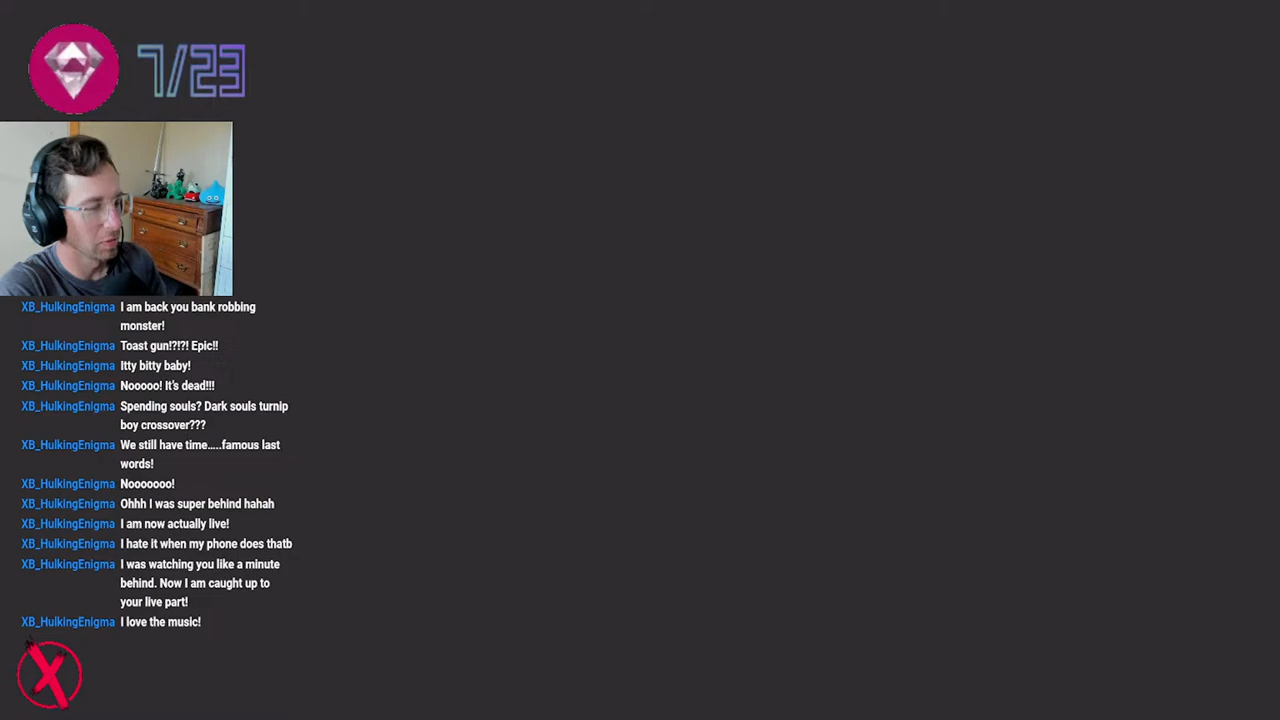 7/23
XB_HulkingEnigma I am back you bank robbing
monster!
XB_HulkingEnigma Toast gun!?!?! Epic!!
XB_HulkingEnigma Itty bitty baby!
XB_HulkingEnigma Nooooo! It's dead!!!
XB_HulkingEnigma Spending souls? Dark souls turnip
boy crossover???
XB_HulkingEnigma We still have time.....famous last
words!
XB_HulkingEnigma Nooooooo!
XB_HulkingEnigma Ohhh I was super behind hahah
XB_HulkingEnigma I am now actually live!
XB_HulkingEnigma I hate it when my phone does thatb
XB_HulkingEnigma I was watching you like a minute
behind. Now I am caught up to
your live part!
XB_HulkingEnigma I love the music!
X